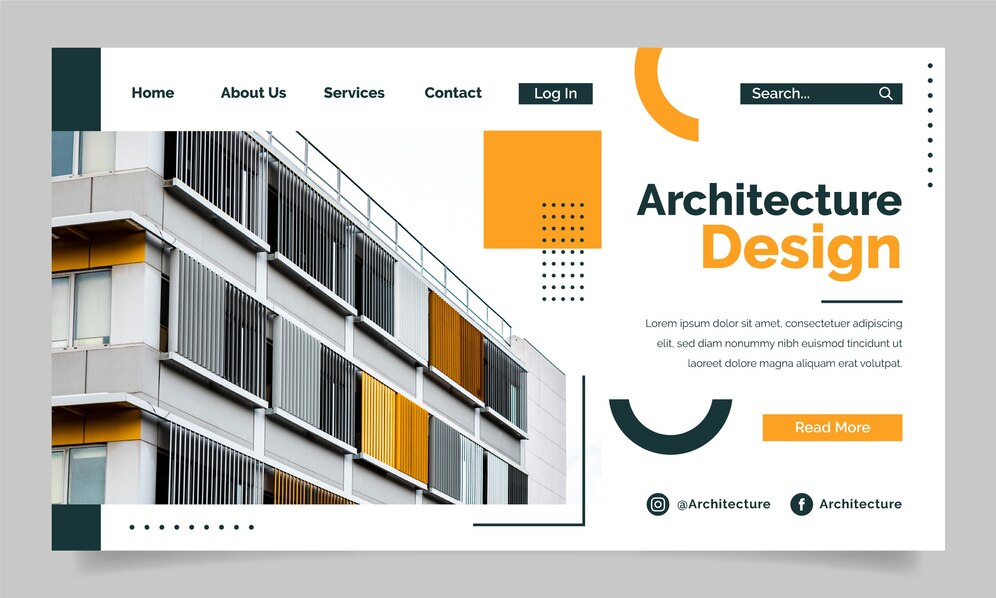 Home
About Us
Services
Contact
Log In
Search...
Architecture
Design
Lorem ipsum dolor sit amet, consectetuer adipiscing
elit, sed diam nonummy nibh euismod tincidunt ut
laoreet dolore magna aliquam erat volutpat.
Read More
@Architecture
Architecture